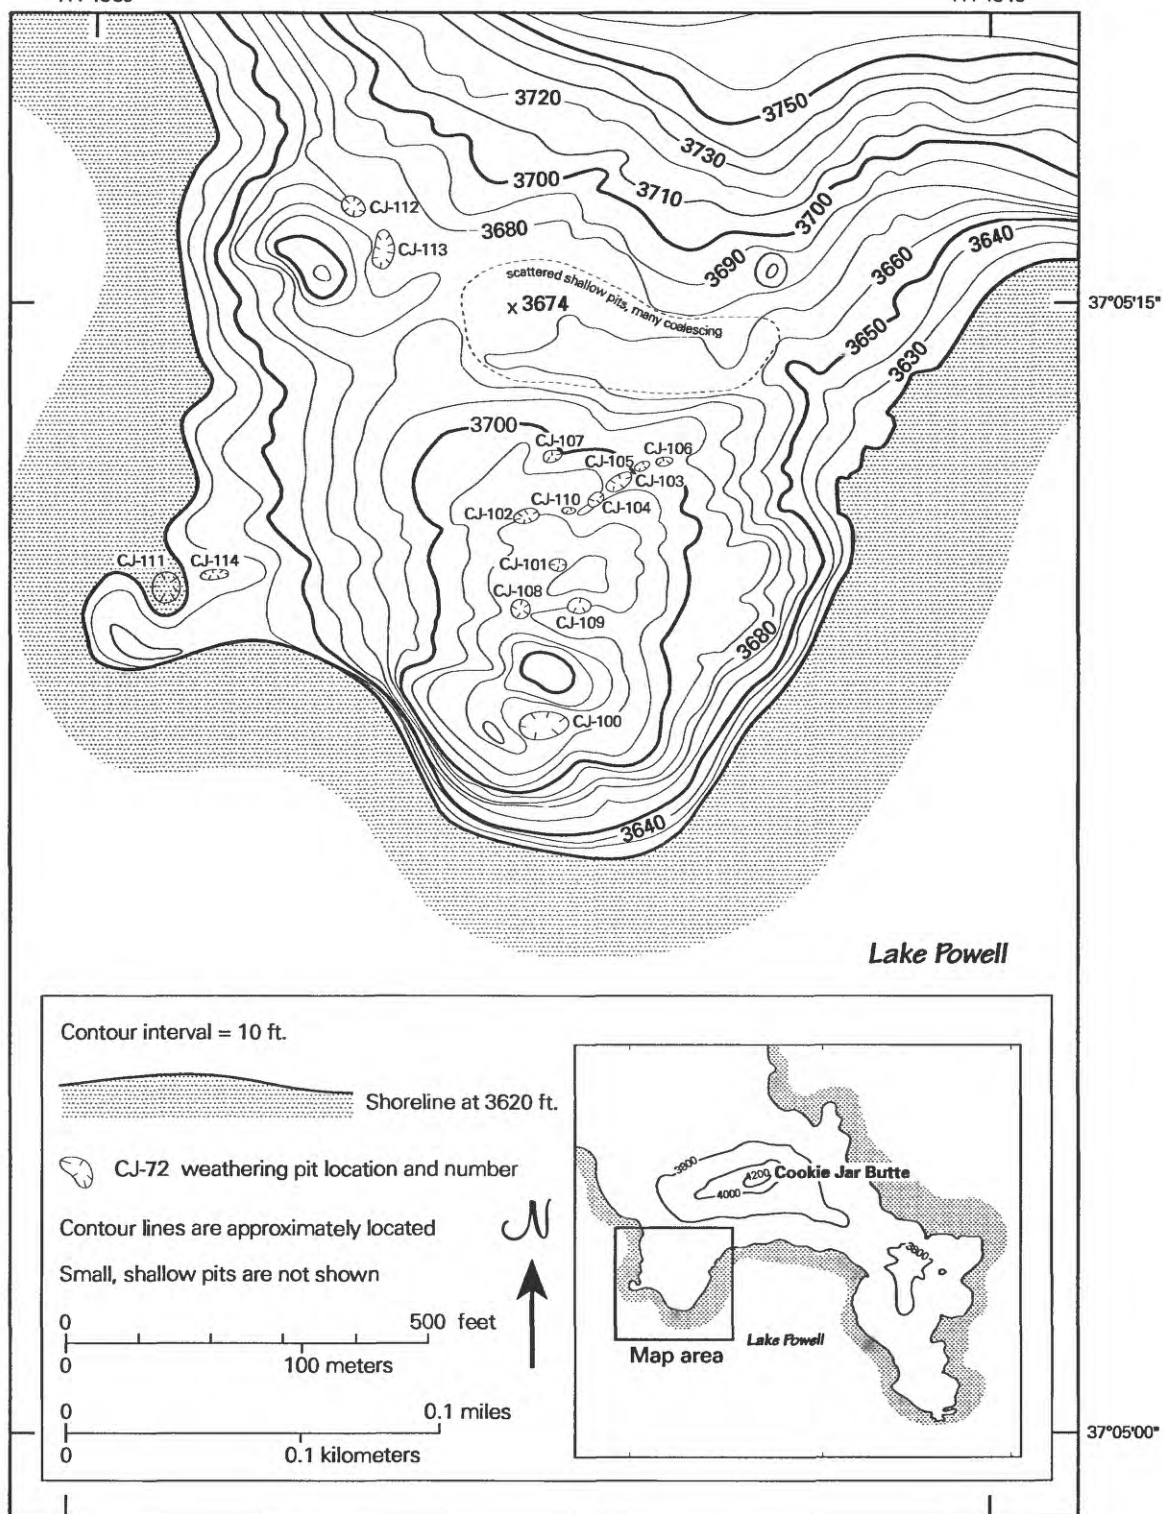 3720
3750
3730
3700
3710
3700
CJ-112
3680
CJ-113
3690
3660
3640
scattered shallow pits, many coalescing
x 3674
37°05'15"
3650
3630
3700
CJ-107
CJ-106
CJ-105
CJ-103
CJ-110
CJ-102
CJ-104
CJ-111
CJ-114
CJ-101
CJ-108
CJ-109
3680
CJ-100
3640
Lake Powell
Contour interval = 10 ft.
Shoreline at 3620 ft.
CJ-72 weathering pit location and number
Contour lines are approximately located
N
Small, shallow pits are not shown
0 500 feet
0 100 meters
0 0.1 miles
0 0.1 kilometers
3800
4200
Cookie Jar Butte
4000
3800
Lake Powell
Map area
37°05'00"